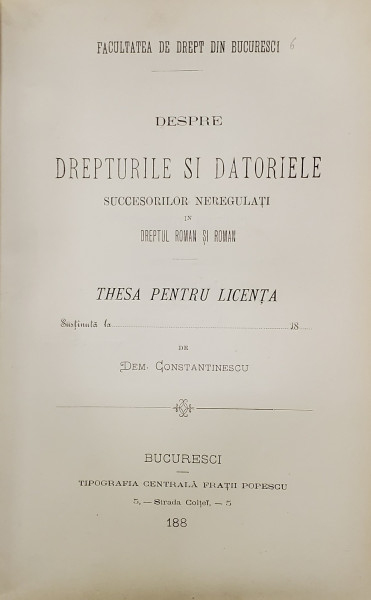 FACULTATEA DE DREPT DIN BUCURESCI 6
DESPRE
DREPTURILE SI DATORIELE
SUCCESORILOR NEREGULAȚI
IN
DREPTUL ROMAN ȘI ROMAN
THESA PENTRU LICENȚA
Susținută la 18
DE
DEM. CONSTANTINESCU
BUCURESCI
TIPOGRAFIA CENTRALĂ FRAȚII POPESCU
5, — Strada Colței, — 5
188